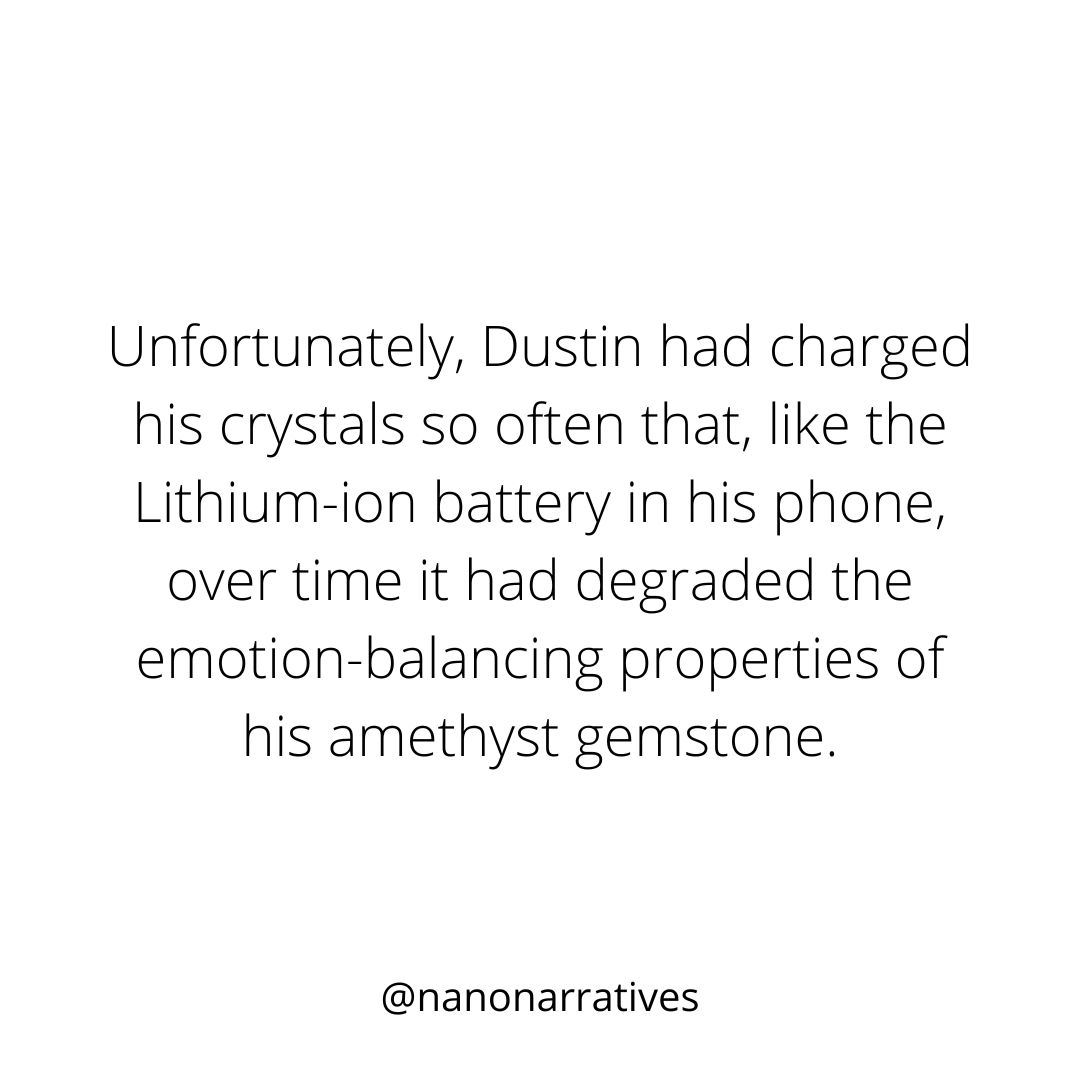 Unfortunately, Dustin had charged
his crystals so often that, like the
Lithium-ion battery in his phone,
over time it had degraded the
emotion-balancing properties of
his amethyst gemstone.
@nanonarratives